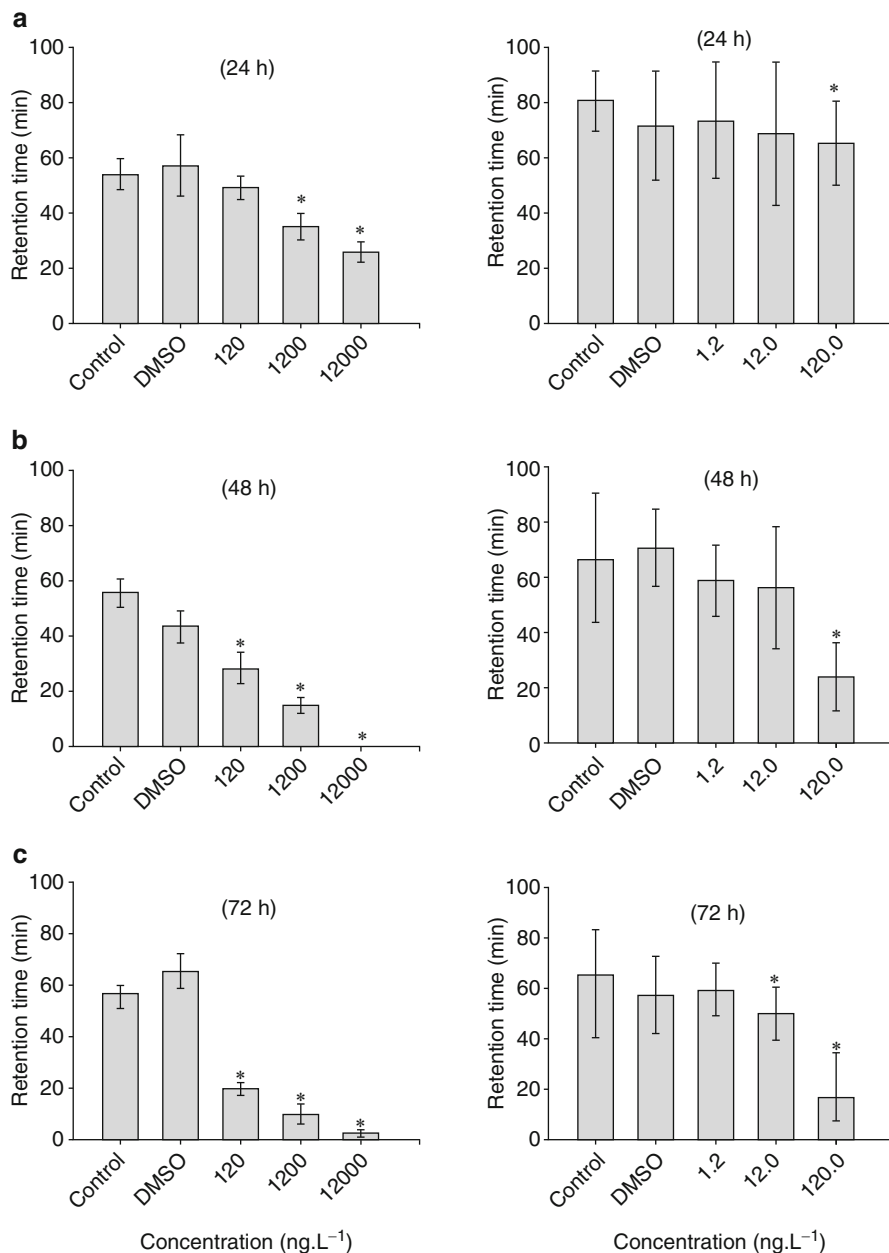 a
100
80
60
40
20
0
Retention time (min)
(24 h)
*
*
Control
DMSO
120
1200
12000
100
80
60
40
20
0
Retention time (min)
(24 h)
*
Control
DMSO
1.2
12.0
120.0
b
100
80
60
40
20
0
Retention time (min)
(48 h)
*
*
*
Control
DMSO
120
1200
12000
100
80
60
40
20
0
Retention time (min)
(48 h)
*
Control
DMSO
1.2
12.0
120.0
c
100
80
60
40
20
0
Retention time (min)
(72 h)
*
*
*
Control
DMSO
120
1200
12000
Concentration (ng.L⁻¹)
100
80
60
40
20
0
Retention time (min)
(72 h)
*
*
Control
DMSO
1.2
12.0
120.0
Concentration (ng.L⁻¹)